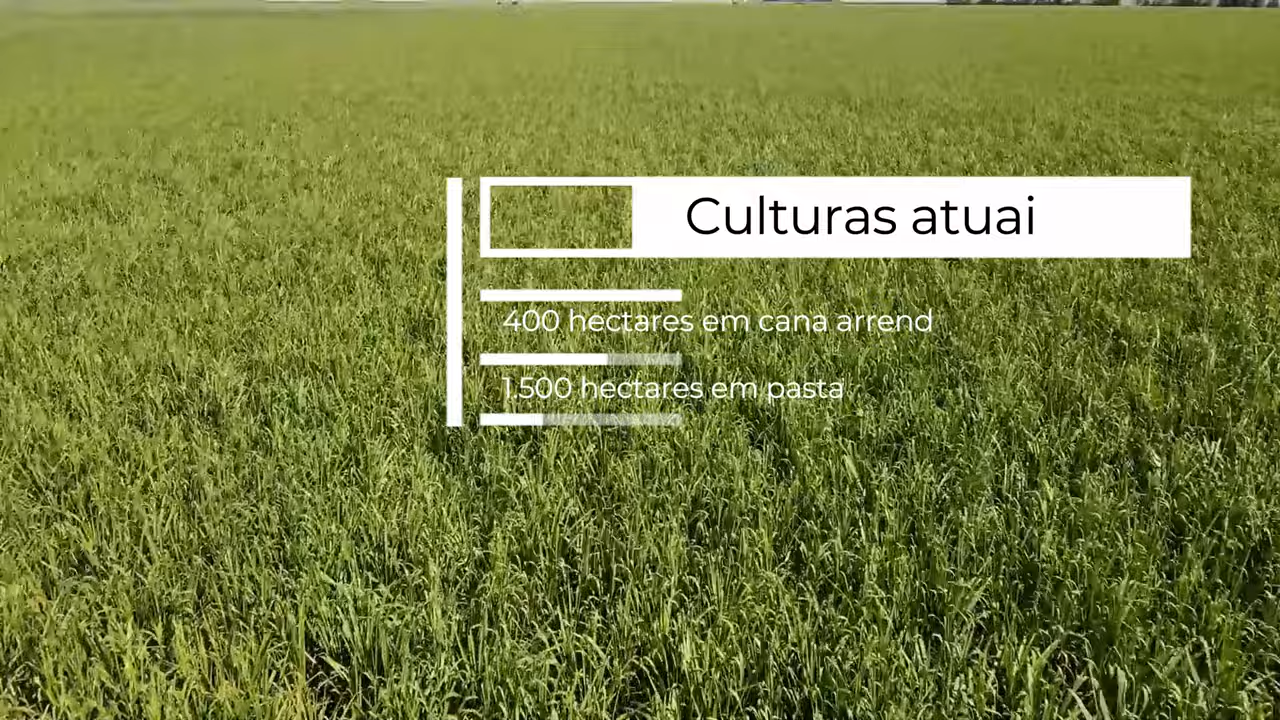 Culturas atuai
400 hectares em cana arrend
1.500 hectares em pasta